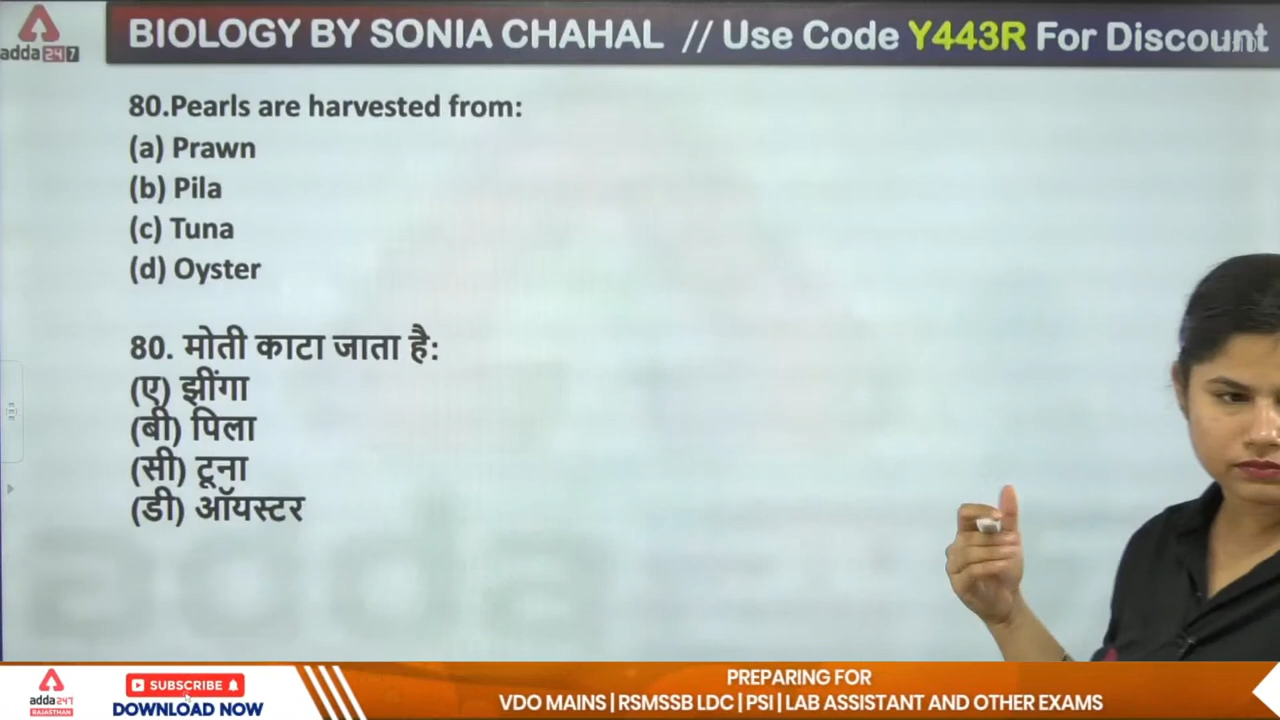 adda247
BIOLOGY BY SONIA CHAHAL // Use Code Y443R For Discount
80.Pearls are harvested from:
(a) Prawn
(b) Pila
(c) Tuna
(d) Oyster
80. मोती काटा जाता है:
(ए) झींगा
(बी) पिला
(सी) टूना
(डी) ऑयस्टर
adda
adda247
RAJASTHAN
SUBSCRIBE
DOWNLOAD NOW
PREPARING FOR
VDO MAINS | RSMSSB LDC | PSI | LAB ASSISTANT AND OTHER EXAMS